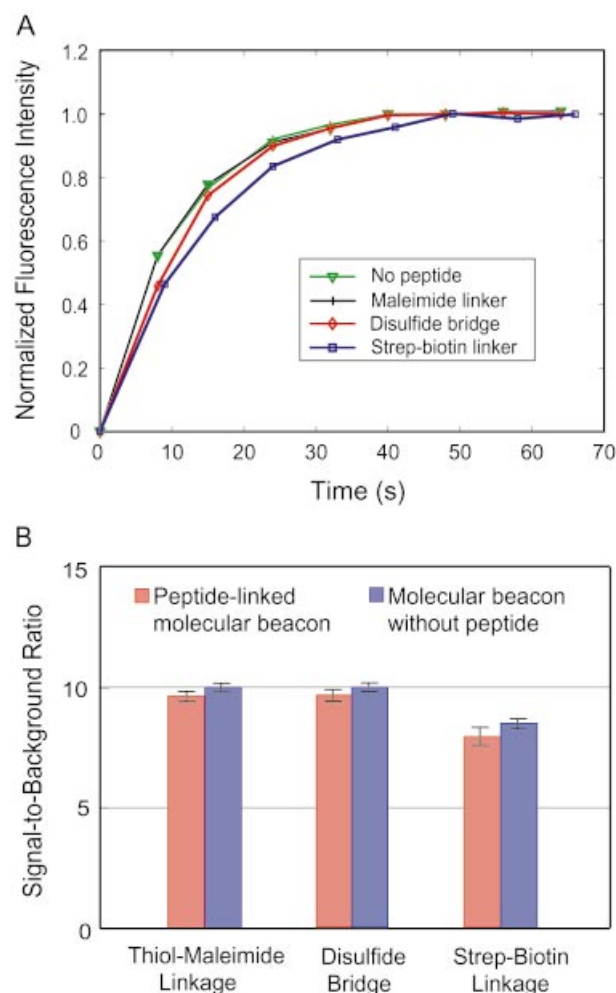 A
Normalized Fluorescence Intensity
1.2
1.0
0.8
0.6
0.4
0.2
0
No peptide
Maleimide linker
Disulfide bridge
Strep-biotin linker
0 10 20 30 40 50 60 70
Time (s)
B
Signal-to-Background Ratio
15
10
5
0
Peptide-linked
molecular beacon
Molecular beacon
without peptide
Thiol-Maleimide
Linkage
Disulfide
Bridge
Strep-Biotin
Linkage